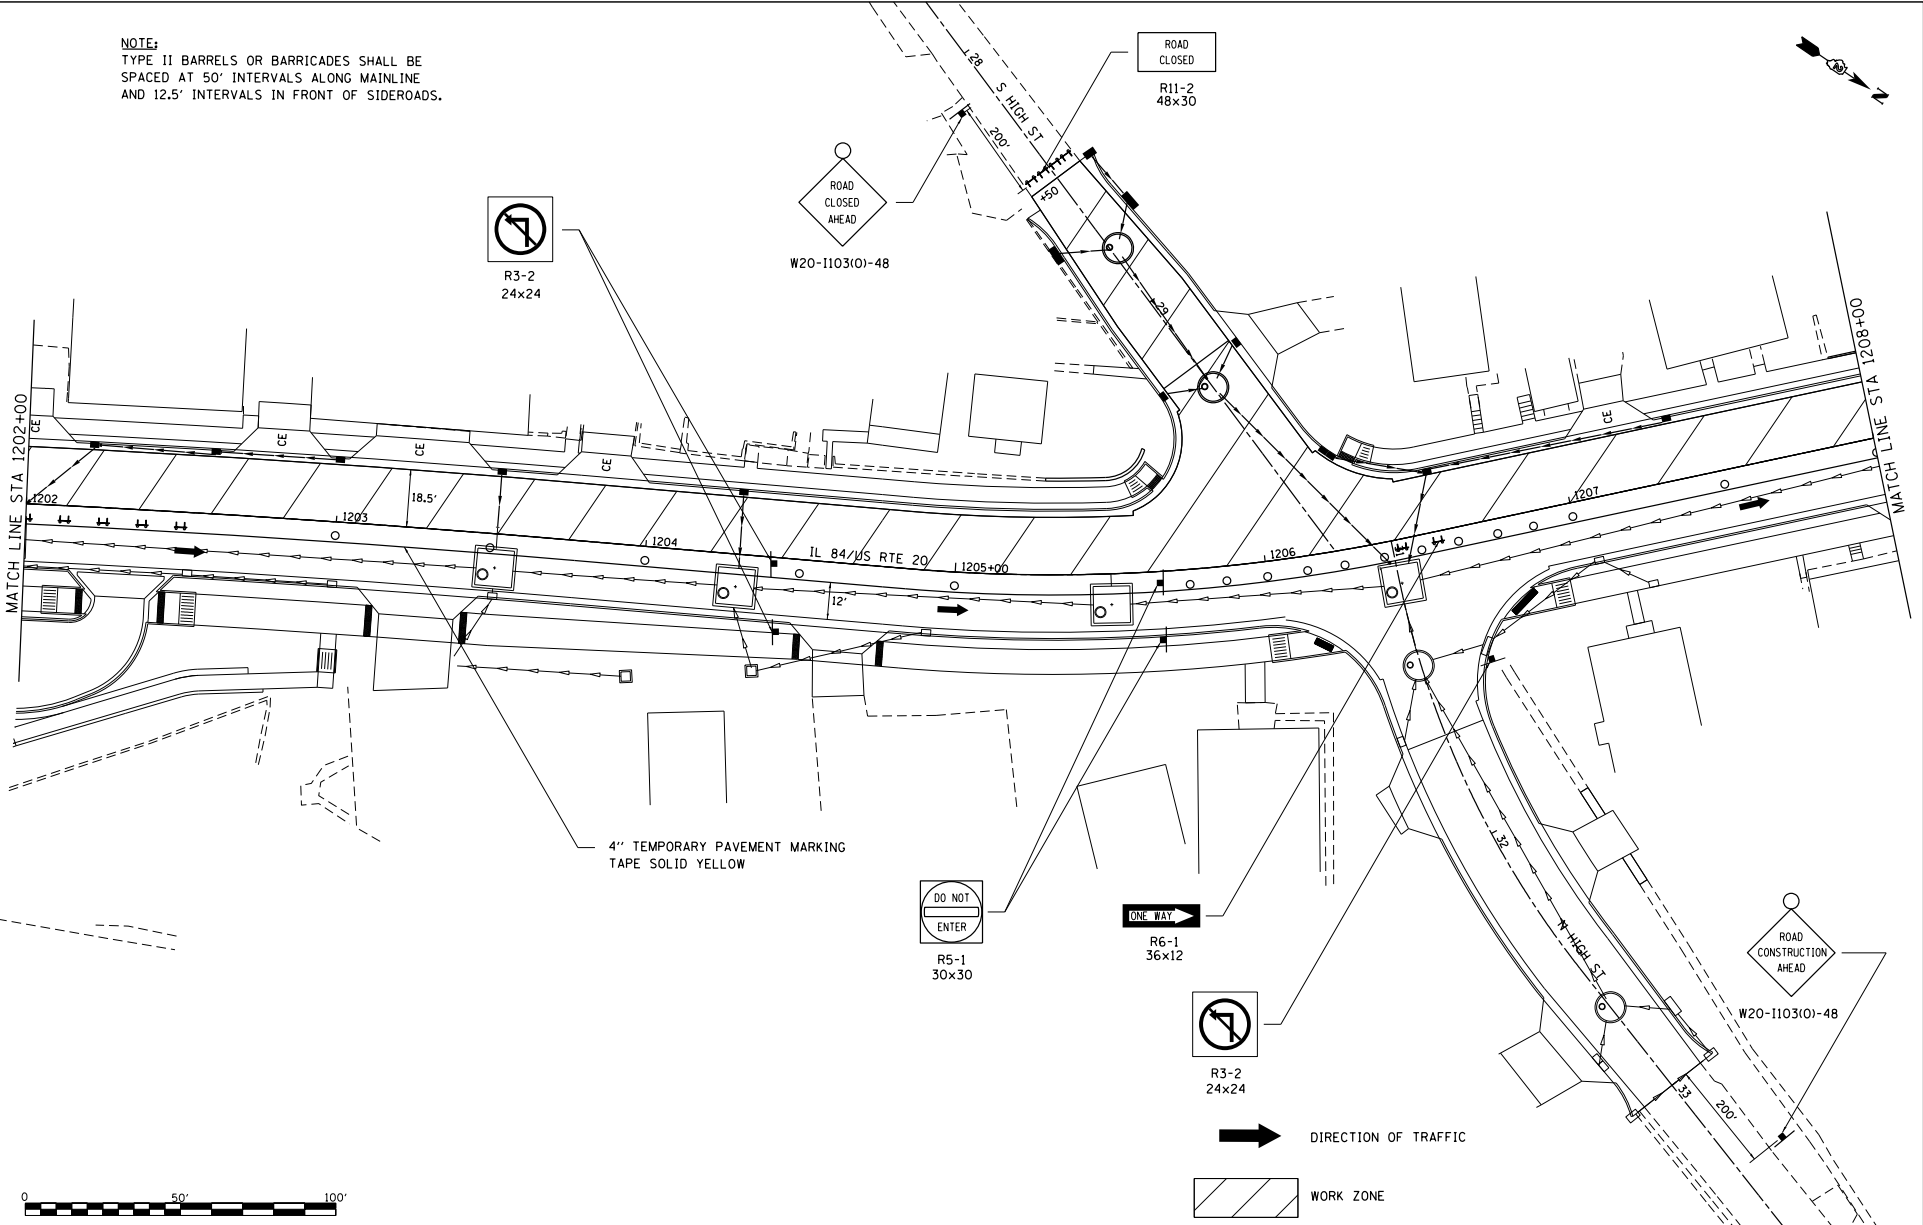 NOTE:
TYPE II BARRELS OR BARRICADES SHALL BE
SPACED AT 50' INTERVALS ALONG MAINLINE
AND 12.5' INTERVALS IN FRONT OF SIDEROADS.
ROAD
CLOSED
R11-2
48x30
N
28
S HIGH ST
200'
+50
29
ROAD
CLOSED
AHEAD
W20-I103(O)-48
R3-2
24x24
MATCH LINE STA 1202+00
MATCH LINE STA 1208+00
CE
CE
CE
CE
CE
1202
1203
18.5'
1204
IL 84/US RTE 20
1205+00
1206
1207
12'
4'' TEMPORARY PAVEMENT MARKING
TAPE SOLID YELLOW
DO NOT
ENTER
R5-1
30x30
ONE WAY
R6-1
36x12
R3-2
24x24
32
N HIGH ST
33
200'
ROAD
CONSTRUCTION
AHEAD
W20-I103(O)-48
DIRECTION OF TRAFFIC
WORK ZONE
0 50' 100'